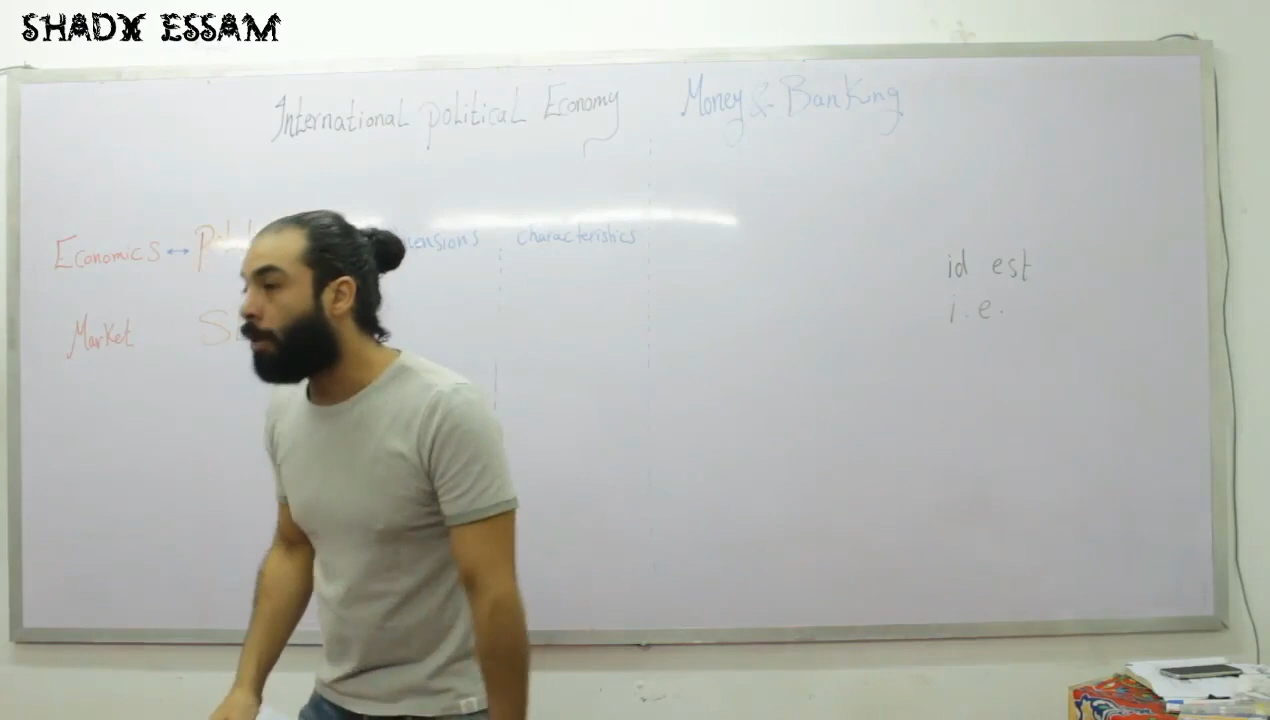 SHADY ESSAM
International political Economy
Money & Banking
Economics ↔
characteristics
Market
id est
i.e.